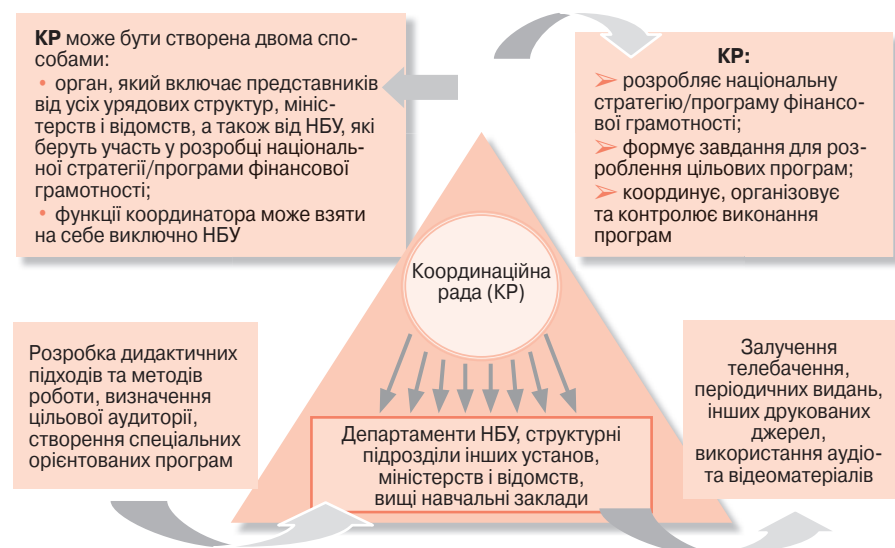 КР може бути створена двома спо-
собами:
• орган, який включає представників
від усіх урядових структур, мініс-
терств і відомств, а також від НБУ, які
беруть участь у розробці національ-
ної стратегії/програми фінансової
грамотності;
• функції координатора може взяти
на себе виключно НБУ
КР:
➢ розробляє національну
стратегію/програму фінансо-
вої грамотності;
➢ формує завдання для роз-
роблення цільових програм;
➢ координує, організовує
та контролює виконання
програм
Координаційна
рада (КР)
Розробка дидактичних
підходів та методів
роботи, визначення
цільової аудиторії,
створення спеціальних
орієнтованих програм
Департаменти НБУ, структурні
підрозділи інших установ,
міністерств і відомств,
вищі навчальні заклади
Залучення
телебачення,
періодичних видань,
інших друкованих
джерел,
використання аудіо-
та відеоматеріалів